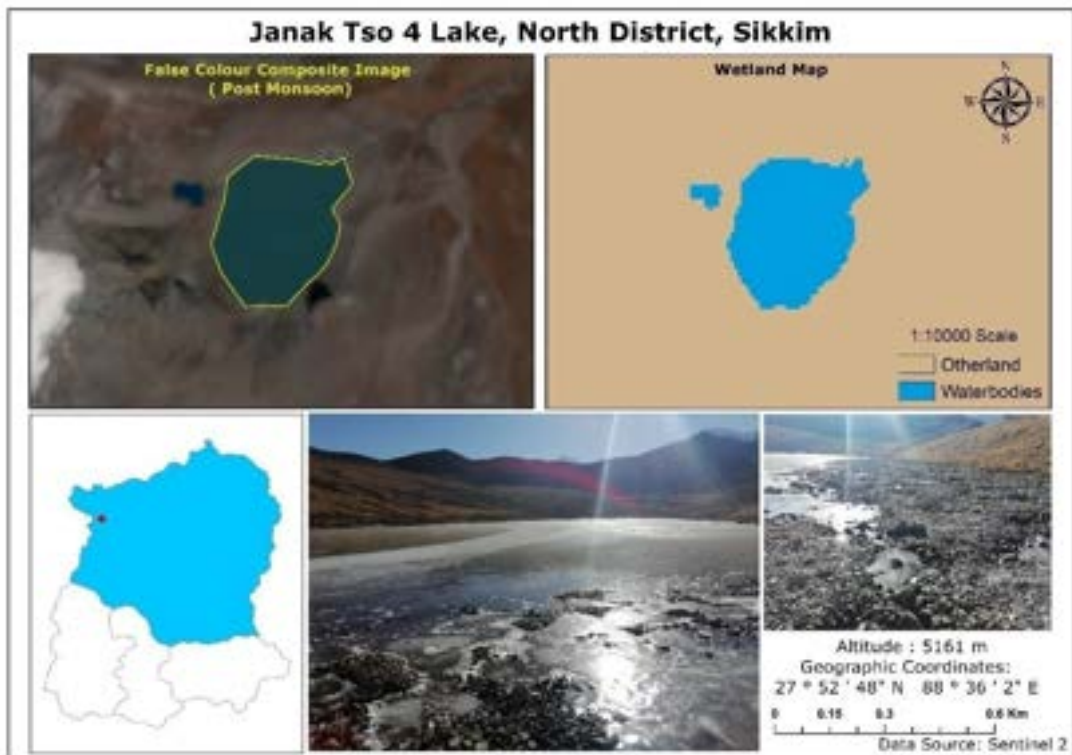 Janak Tso 4 Lake, North District, Sikkim
False Colour Composite Image
( Post Monsoon)
Wetland Map
N
W E
1:10000 Scale
Otherland
Waterbodies
Altitude : 5161 m
Geographic Coordinates:
27 ° 52 ' 48" N 88 ° 36 ' 2" E
0 0.15 0.3 0.6 Km
Data Source: Sentinel 2